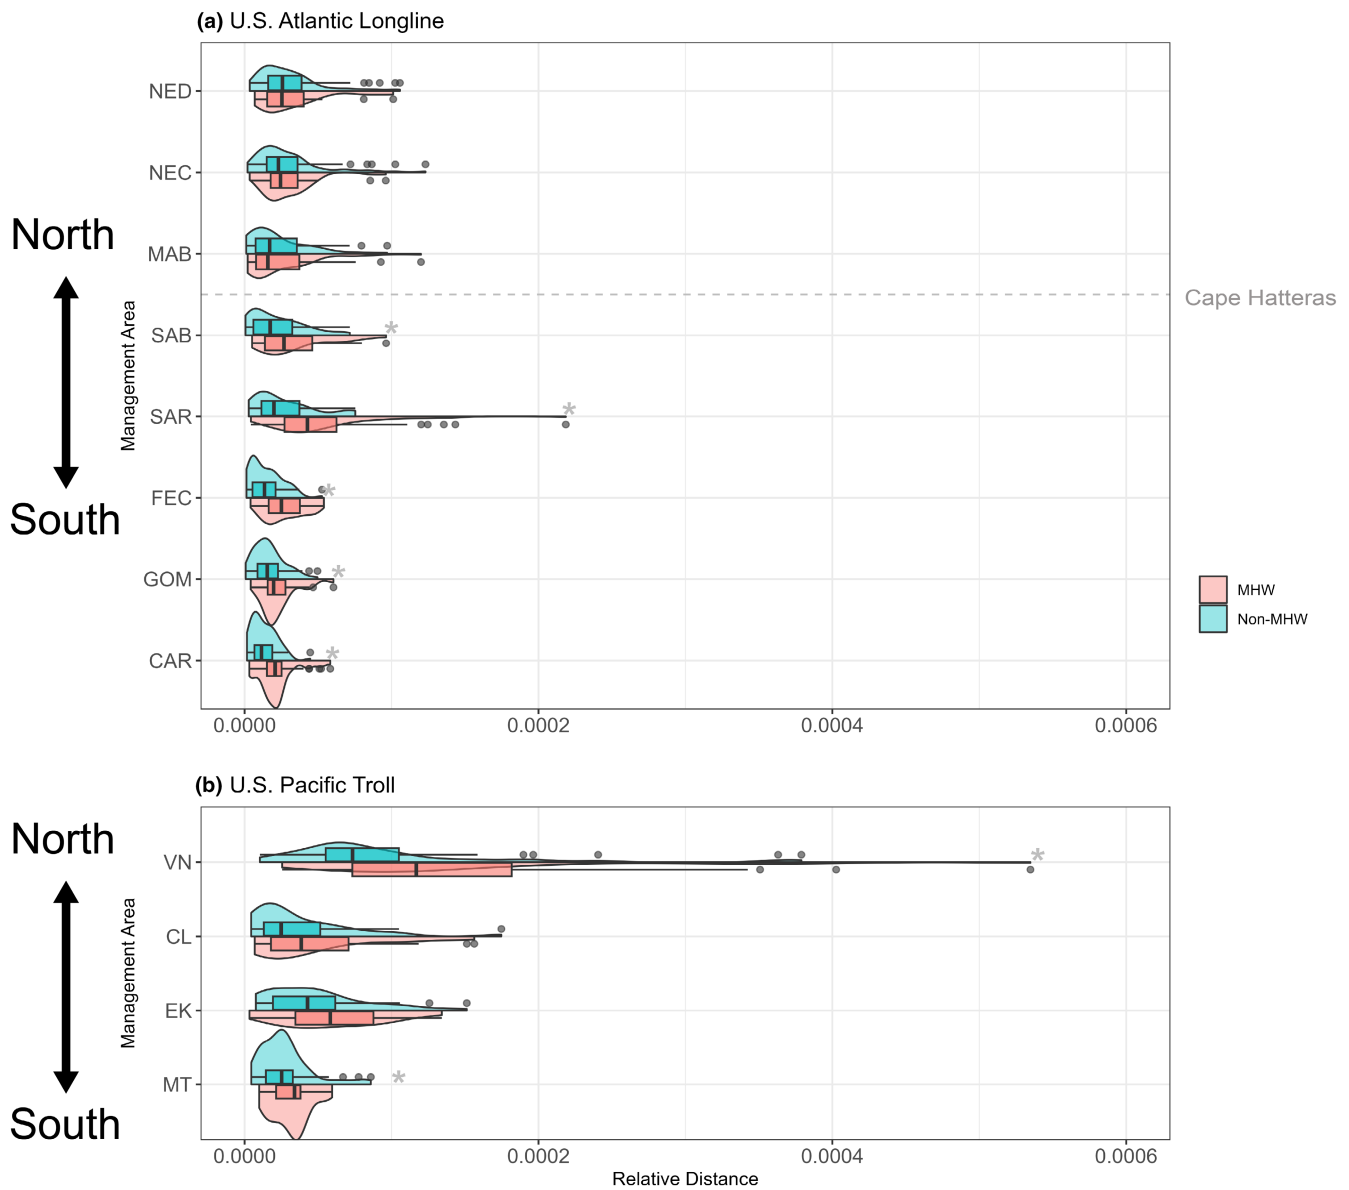 (a) U.S. Atlantic Longline
North
South
Management Area
NED
NEC
MAB
SAB
SAR
FEC
GOM
CAR
*
*
*
*
*
Cape Hatteras
MHW
Non-MHW
0.0000 0.0002 0.0004 0.0006
(b) U.S. Pacific Troll
North
South
Management Area
VN
CL
EK
MT
*
*
0.0000 0.0002 0.0004 0.0006
Relative Distance